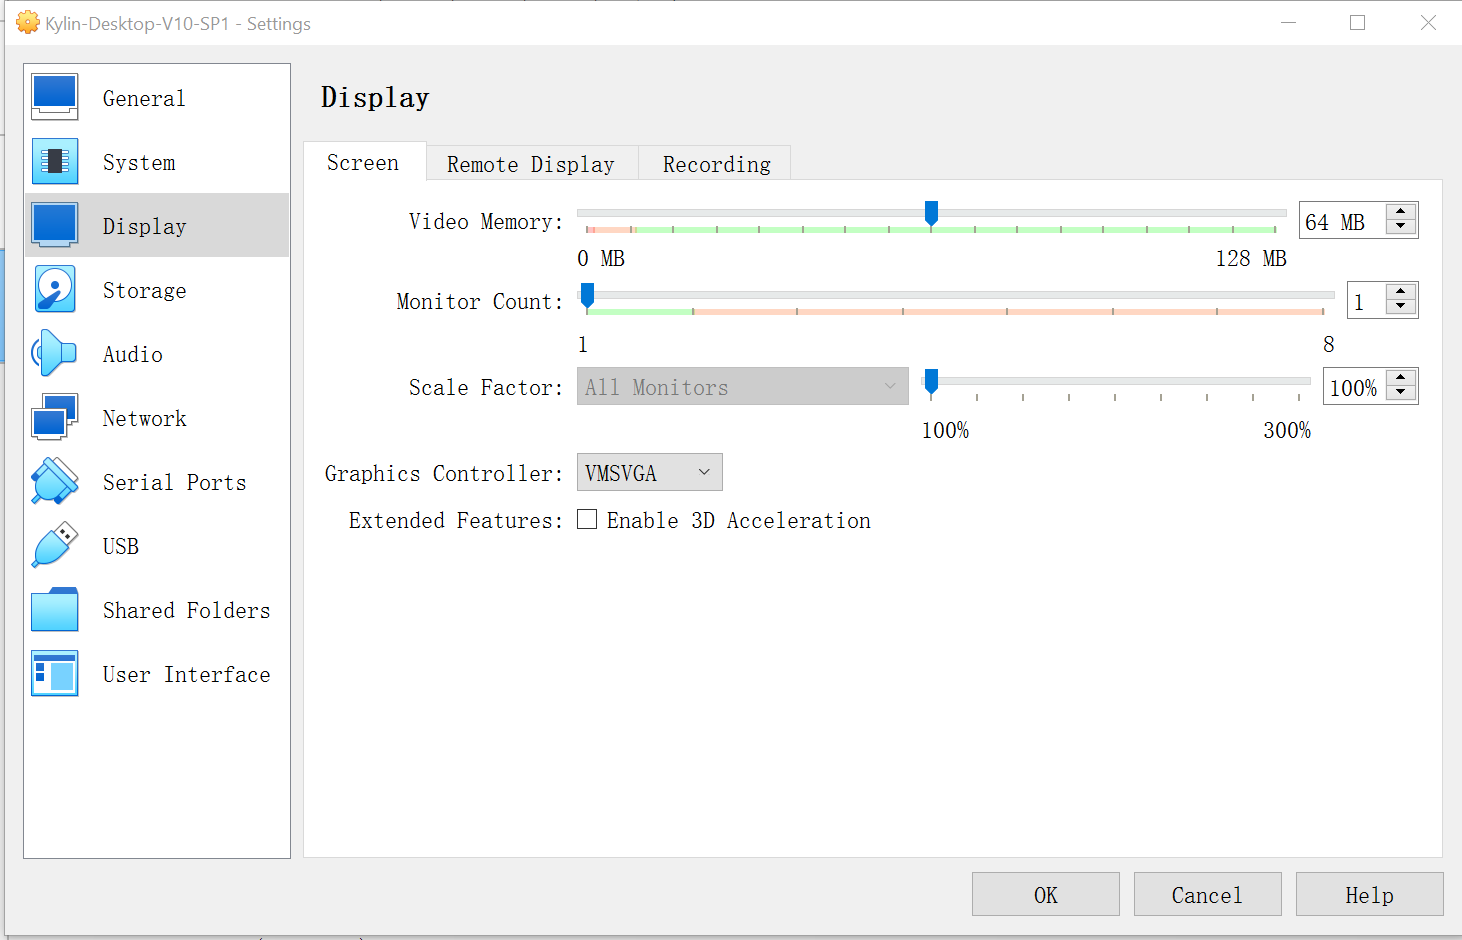 Kylin-Desktop-V10-SP1 - Settings
General
System
Display
Storage
Audio
Network
Serial Ports
USB
Shared Folders
User Interface
Display
Screen
Remote Display
Recording
Video Memory:
64 MB
0 MB
128 MB
Monitor Count:
1
1
8
Scale Factor:
All Monitors
100%
100%
300%
Graphics Controller:
VMSVGA
Extended Features:
Enable 3D Acceleration
OK
Cancel
Help